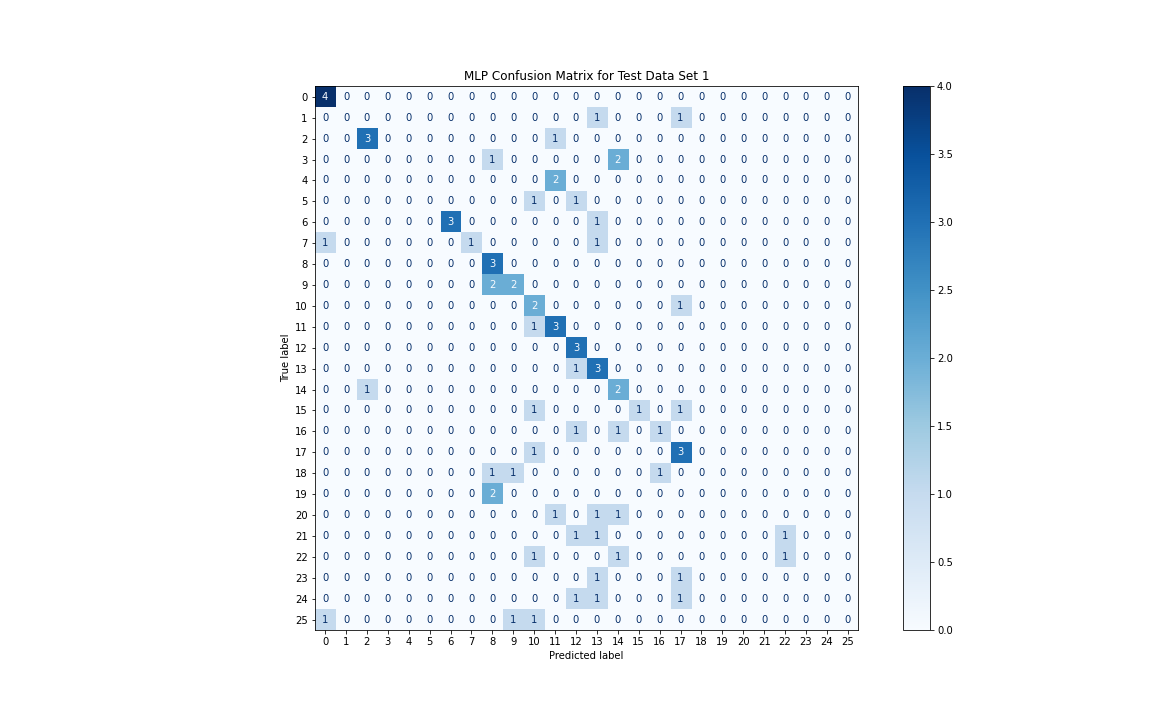 MLP Confusion Matrix for Test Data Set 1
0 4 0 0 0 0 0 0 0 0 0 0 0 0 0 0 0 0 0 0 0 0 0 0 0 0 0
1 0 0 0 0 0 0 0 0 0 0 0 0 0 1 0 0 0 1 0 0 0 0 0 0 0 0
2 0 0 3 0 0 0 0 0 0 0 0 1 0 0 0 0 0 0 0 0 0 0 0 0 0 0
3 0 0 0 0 0 0 0 0 1 0 0 0 0 0 2 0 0 0 0 0 0 0 0 0 0 0
4 0 0 0 0 0 0 0 0 0 0 0 2 0 0 0 0 0 0 0 0 0 0 0 0 0 0
5 0 0 0 0 0 0 0 0 0 0 1 0 1 0 0 0 0 0 0 0 0 0 0 0 0 0
6 0 0 0 0 0 0 3 0 0 0 0 0 0 1 0 0 0 0 0 0 0 0 0 0 0 0
7 1 0 0 0 0 0 0 1 0 0 0 0 0 1 0 0 0 0 0 0 0 0 0 0 0 0
8 0 0 0 0 0 0 0 0 3 0 0 0 0 0 0 0 0 0 0 0 0 0 0 0 0 0
9 0 0 0 0 0 0 0 0 2 2 0 0 0 0 0 0 0 0 0 0 0 0 0 0 0 0
10 0 0 0 0 0 0 0 0 0 0 2 0 0 0 0 0 0 1 0 0 0 0 0 0 0 0
11 0 0 0 0 0 0 0 0 0 0 1 3 0 0 0 0 0 0 0 0 0 0 0 0 0 0
12 0 0 0 0 0 0 0 0 0 0 0 0 3 0 0 0 0 0 0 0 0 0 0 0 0 0
13 0 0 0 0 0 0 0 0 0 0 0 0 1 3 0 0 0 0 0 0 0 0 0 0 0 0
14 0 0 1 0 0 0 0 0 0 0 0 0 0 0 2 0 0 0 0 0 0 0 0 0 0 0
15 0 0 0 0 0 0 0 0 0 0 1 0 0 0 0 1 0 1 0 0 0 0 0 0 0 0
16 0 0 0 0 0 0 0 0 0 0 0 0 1 0 1 0 1 0 0 0 0 0 0 0 0 0
17 0 0 0 0 0 0 0 0 0 0 1 0 0 0 0 0 0 3 0 0 0 0 0 0 0 0
18 0 0 0 0 0 0 0 0 1 1 0 0 0 0 0 0 1 0 0 0 0 0 0 0 0 0
19 0 0 0 0 0 0 0 0 2 0 0 0 0 0 0 0 0 0 0 0 0 0 0 0 0 0
20 0 0 0 0 0 0 0 0 0 0 0 1 0 1 1 0 0 0 0 0 0 0 0 0 0 0
21 0 0 0 0 0 0 0 0 0 0 0 0 1 1 0 0 0 0 0 0 0 0 1 0 0 0
22 0 0 0 0 0 0 0 0 0 0 1 0 0 0 1 0 0 0 0 0 0 0 1 0 0 0
23 0 0 0 0 0 0 0 0 0 0 0 0 0 1 0 0 0 1 0 0 0 0 0 0 0 0
24 0 0 0 0 0 0 0 0 0 0 0 0 1 1 0 0 0 1 0 0 0 0 0 0 0 0
25 1 0 0 0 0 0 0 0 0 1 1 0 0 0 0 0 0 0 0 0 0 0 0 0 0 0
0 1 2 3 4 5 6 7 8 9 10 11 12 13 14 15 16 17 18 19 20 21 22 23 24 25
Predicted label
True label
4.0
3.5
3.0
2.5
2.0
1.5
1.0
0.5
0.0